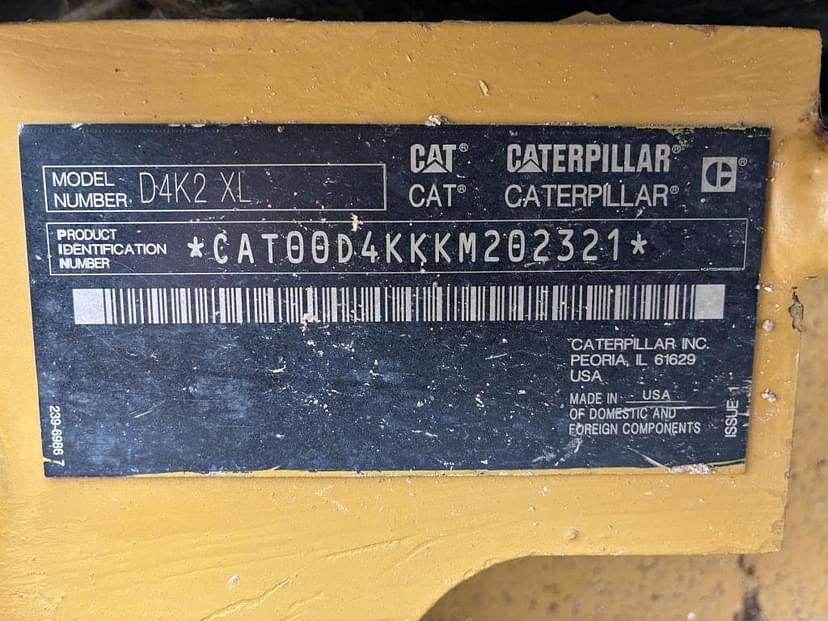 MODEL
NUMBER D4K2 XL
CAT® CATERPILLAR®
CAT® CATERPILLAR®
PRODUCT
IDENTIFICATION
NUMBER
*CAT00D4KKKM202321*
CATERPILLAR INC.
PEORIA, IL 61629
USA
MADE IN USA
OF DOMESTIC AND
FOREIGN COMPONENTS
239-6986 7
ISSUE 1